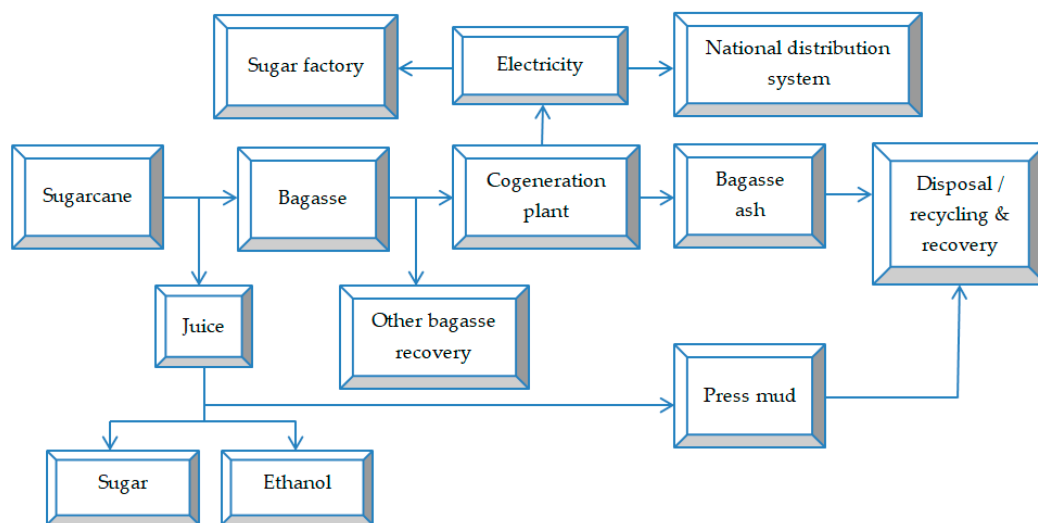 Sugar factory
Electricity
National distribution
system
Sugarcane
Bagasse
Cogeneration
plant
Bagasse
ash
Disposal /
recycling &
recovery
Juice
Other bagasse
recovery
Press mud
Sugar
Ethanol